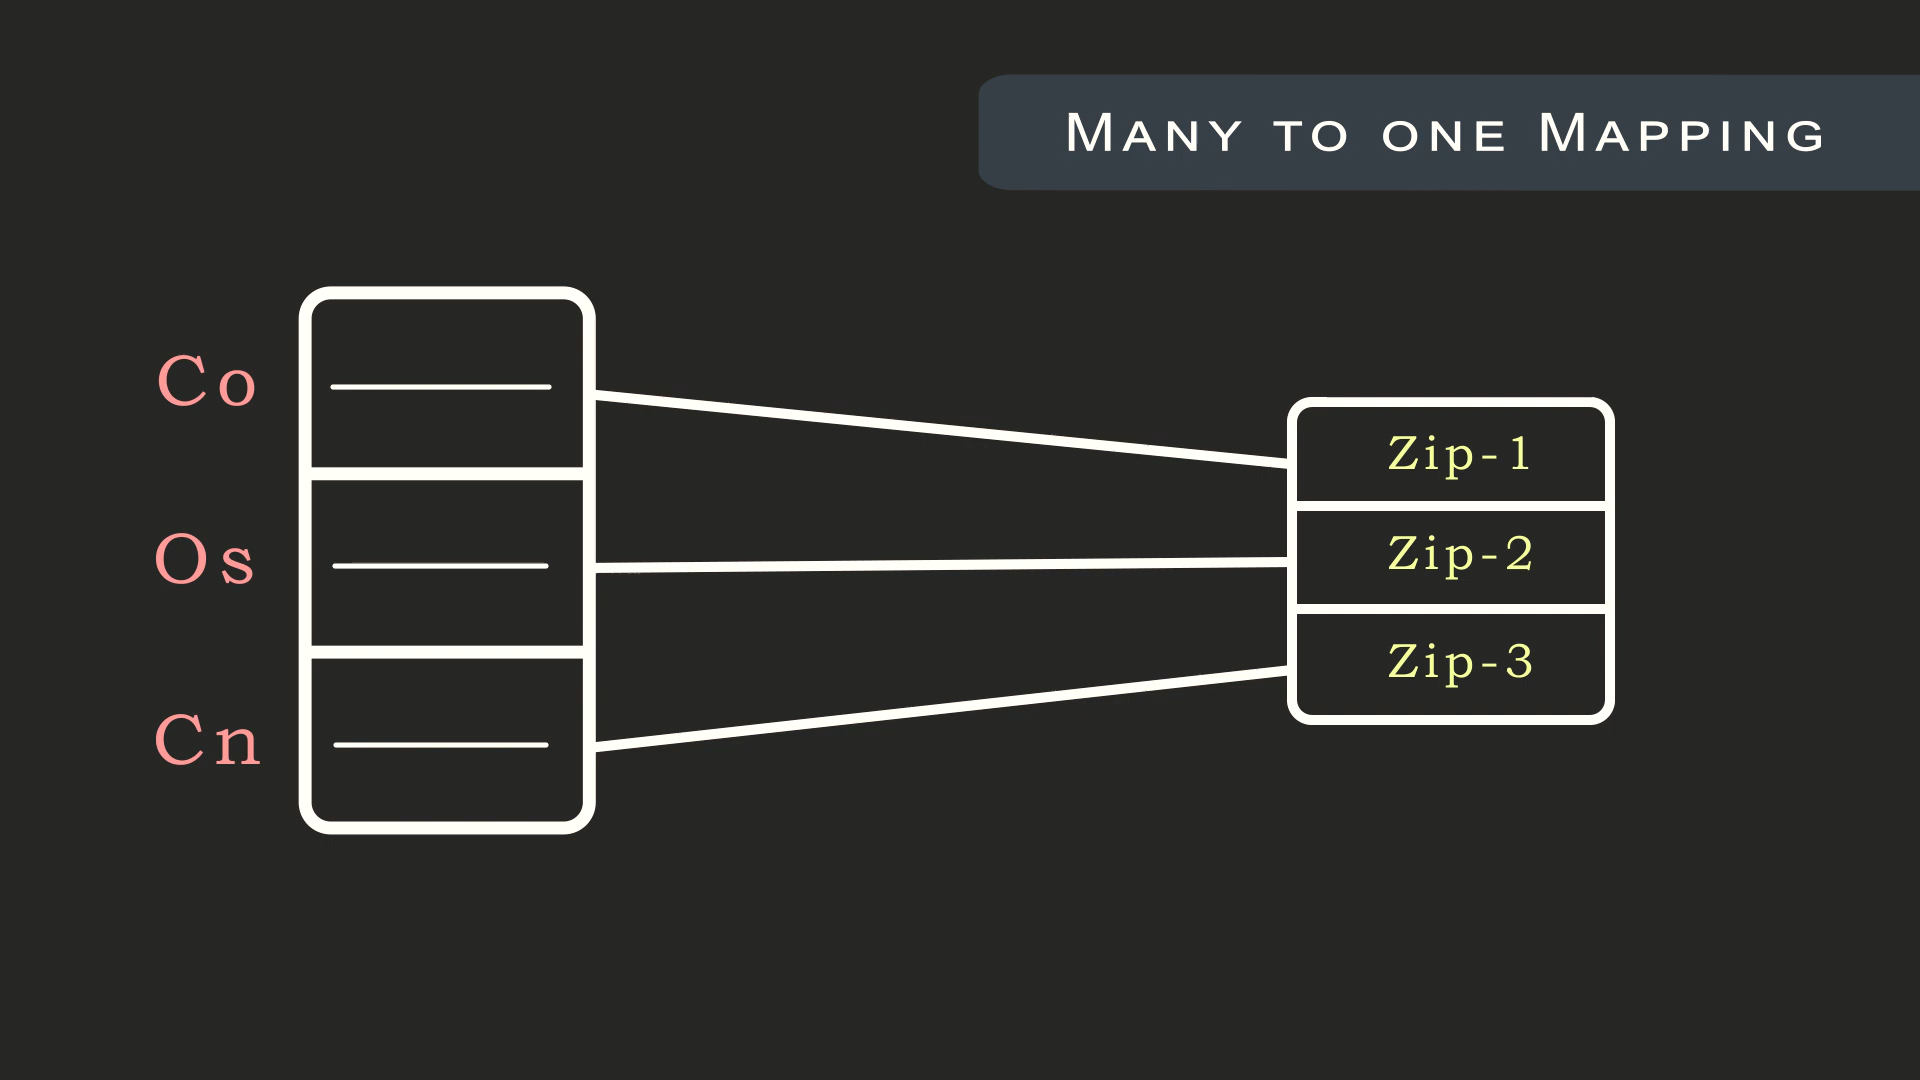 Many to one Mapping
Co
Os
Cn
Zip-1
Zip-2
Zip-3